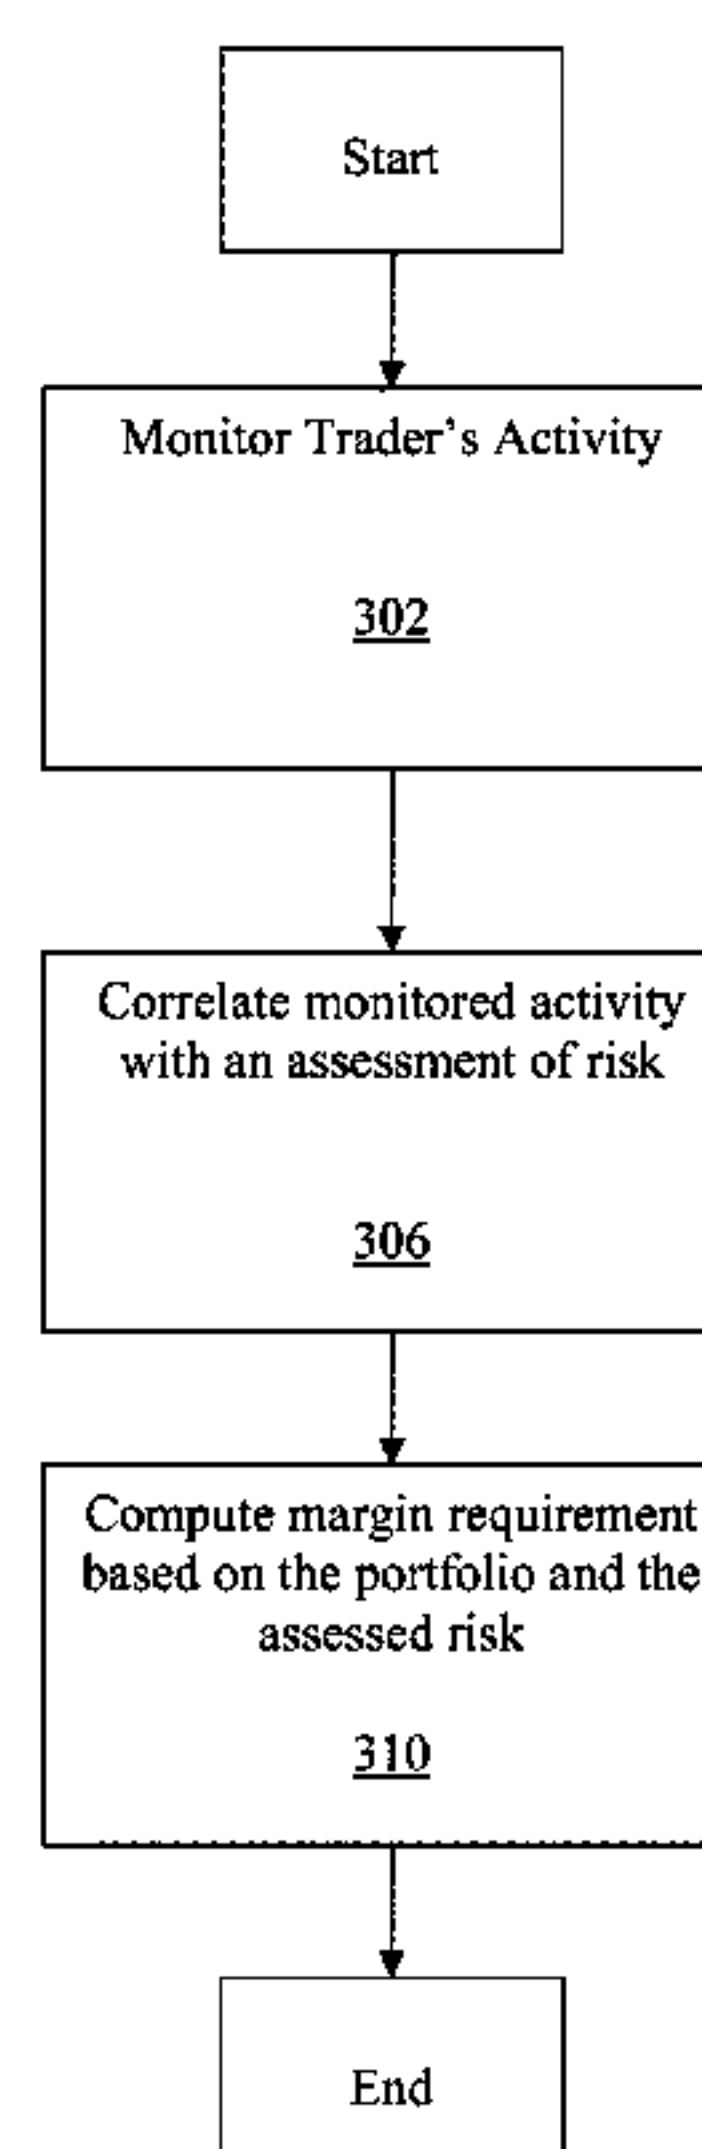 Start
Monitor Trader's Activity
302
Correlate monitored activity
with an assessment of risk
306
Compute margin requirement
based on the portfolio and the
assessed risk
310
End